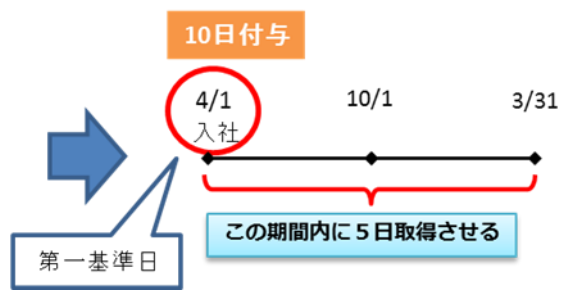 10日付与
4/1
入社
10/1
3/31
この期間内に５日取得させる
第一基準日